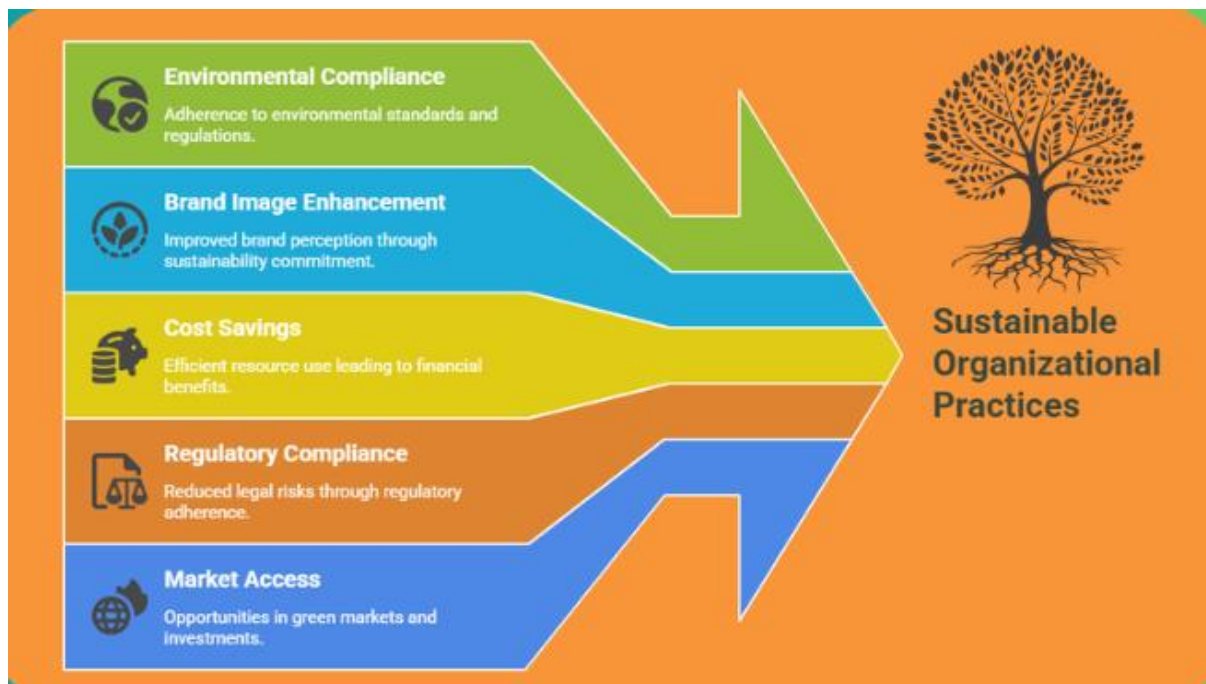 Environmental Compliance
Adherence to environmental standards and
regulations.
Brand Image Enhancement
Improved brand perception through
sustainability commitment.
Cost Savings
Efficient resource use leading to financial
benefits.
Regulatory Compliance
Reduced legal risks through regulatory
adherence.
Market Access
Opportunities in green markets and
investments.
Sustainable
Organizational
Practices